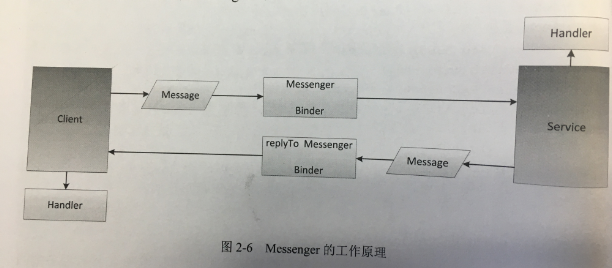 Handler
Message
Messenger
Binder
Client
Service
replyTo Messenger
Binder
Message
Handler
图 2-6 Messenger 的工作原理